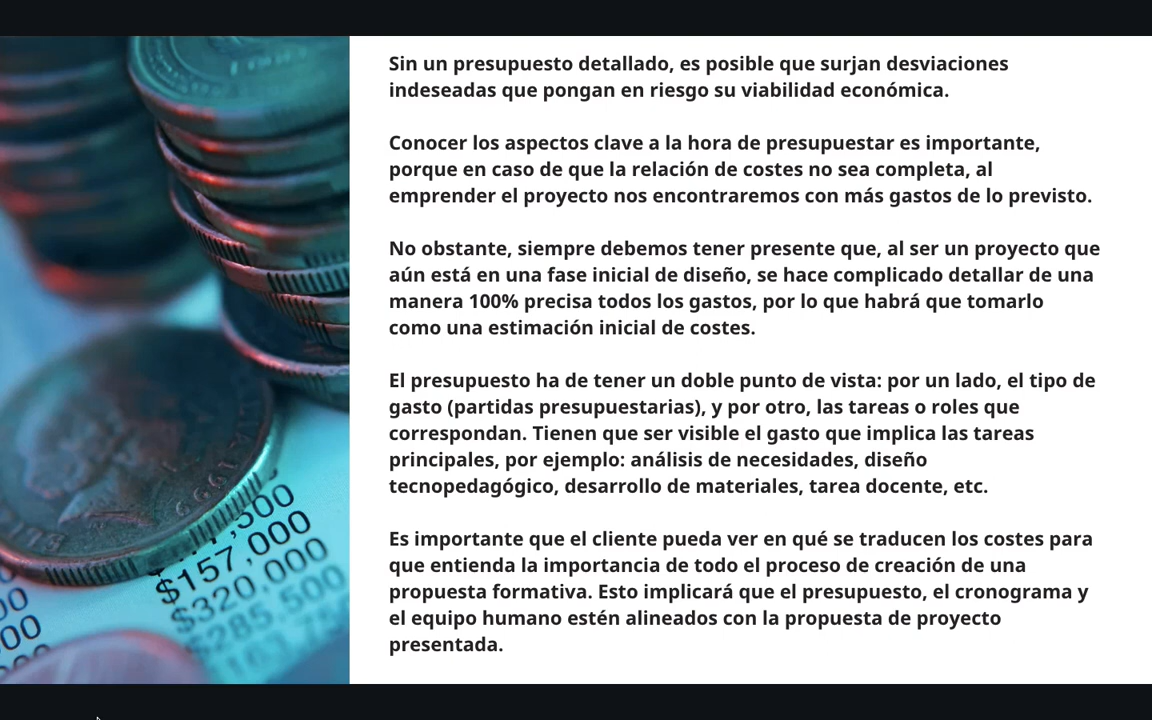 Sin un presupuesto detallado, es posible que surjan desviaciones
indeseadas que pongan en riesgo su viabilidad económica.
Conocer los aspectos clave a la hora de presupuestar es importante,
porque en caso de que la relación de costes no sea completa, al
emprender el proyecto nos encontraremos con más gastos de lo previsto.
No obstante, siempre debemos tener presente que, al ser un proyecto que
aún está en una fase inicial de diseño, se hace complicado detallar de una
manera 100% precisa todos los gastos, por lo que habrá que tomarlo
como una estimación inicial de costes.
El presupuesto ha de tener un doble punto de vista: por un lado, el tipo de
gasto (partidas presupuestarias), y por otro, las tareas o roles que
correspondan. Tienen que ser visible el gasto que implica las tareas
principales, por ejemplo: análisis de necesidades, diseño
tecnopedagógico, desarrollo de materiales, tarea docente, etc.
Es importante que el cliente pueda ver en qué se traducen los costes para
que entienda la importancia de todo el proceso de creación de una
propuesta formativa. Esto implicará que el presupuesto, el cronograma y
el equipo humano estén alineados con la propuesta de proyecto
presentada.
$157,000
$320,000
$285,500